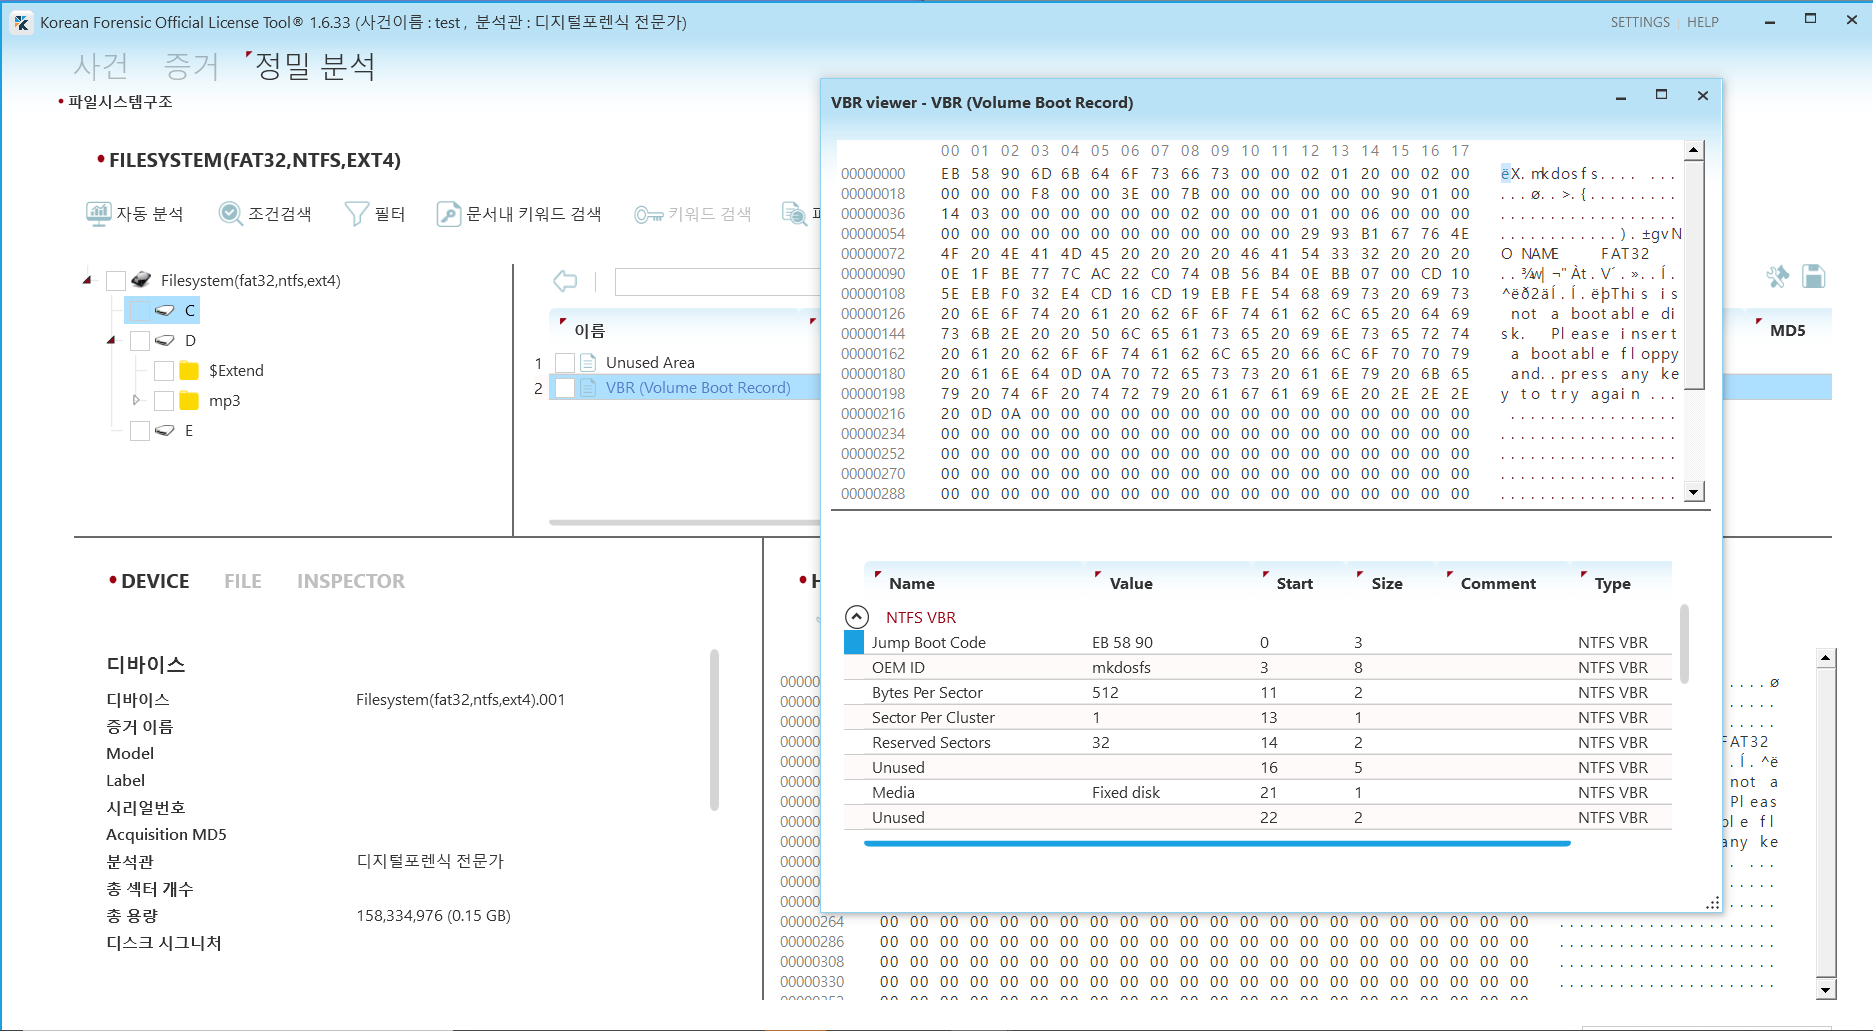 Korean Forensic Official License Tool® 1.6.33 (사건이름 : test , 분석관 : 디지털포렌식 전문가)
SETTINGS | HELP
사건 증거 정밀 분석
파일시스템구조
FILESYSTEM(FAT32,NTFS,EXT4)
자동 분석 조건검색 필터 문서내 키워드 검색 키워드 검색
Filesystem(fat32,ntfs,ext4)
C
D
$Extend
mp3
E
이름
MD5
1 Unused Area
2 VBR (Volume Boot Record)
DEVICE FILE INSPECTOR
디바이스
디바이스 Filesystem(fat32,ntfs,ext4).001
증거 이름
Model
Label
시리얼번호
Acquisition MD5
분석관 디지털포렌식 전문가
총 섹터 개수
총 용량 158,334,976 (0.15 GB)
디스크 시그니처
VBR viewer - VBR (Volume Boot Record)
00 01 02 03 04 05 06 07 08 09 10 11 12 13 14 15 16 17
00000000 EB 58 90 6D 6B 64 6F 73 66 73 00 00 02 01 20 00 02 00 ëX.mkdosfs.... ...
00000018 00 00 00 F8 00 00 3E 00 7B 00 00 00 00 00 00 90 01 00 ...ø..>.{.........
00000036 14 03 00 00 00 00 00 00 02 00 00 00 01 00 06 00 00 00 ..................
00000054 00 00 00 00 00 00 00 00 00 00 00 00 29 93 B1 67 76 4E ............).±gvN
00000072 4F 20 4E 41 4D 45 20 20 20 20 46 41 54 33 32 20 20 20 O NAME    FAT32
00000090 0E 1F BE 77 7C AC 22 C0 74 0B 56 B4 0E BB 07 00 CD 10 ..¾w|¬"Àt.V´.»..Í.
00000108 5E EB F0 32 E4 CD 16 CD 19 EB FE 54 68 69 73 20 69 73 ^ëð2äÍ.Í.ëþThis is
00000126 20 6E 6F 74 20 61 20 62 6F 6F 74 61 62 6C 65 20 64 69 not a bootable di
00000144 73 6B 2E 20 20 50 6C 65 61 73 65 20 69 6E 73 65 72 74 sk.  Please insert
00000162 20 61 20 62 6F 6F 74 61 62 6C 65 20 66 6C 6F 70 70 79 a bootable floppy
00000180 20 61 6E 64 0D 0A 70 72 65 73 73 20 61 6E 79 20 6B 65 and..press any ke
00000198 79 20 74 6F 20 74 72 79 20 61 67 61 69 6E 20 2E 2E 2E y to try again ...
00000216 20 0D 0A 00 00 00 00 00 00 00 00 00 00 00 00 00 00 00 .................
00000234 00 00 00 00 00 00 00 00 00 00 00 00 00 00 00 00 00 00 ..................
00000252 00 00 00 00 00 00 00 00 00 00 00 00 00 00 00 00 00 00 ..................
00000270 00 00 00 00 00 00 00 00 00 00 00 00 00 00 00 00 00 00 ..................
00000288 00 00 00 00 00 00 00 00 00 00 00 00 00 00 00 00 00 00 ..................
Name Value Start Size Comment Type
NTFS VBR
Jump Boot Code EB 58 90 0 3 NTFS VBR
OEM ID mkdosfs 3 8 NTFS VBR
Bytes Per Sector 512 11 2 NTFS VBR
Sector Per Cluster 1 13 1 NTFS VBR
Reserved Sectors 32 14 2 NTFS VBR
Unused 16 5 NTFS VBR
Media Fixed disk 21 1 NTFS VBR
Unused 22 2 NTFS VBR
00000 ....ø
00000 .....
00000 .....
00000 FAT32
00000 .Í.^ë
00000 not a
00000 Pleas
00000 ble fl
00000 any ke
00000 . ...
00000 .....
00000 .....
00000264 00 00 00 00 00 00 00 00 00 00 00 00 00 00 00 00 00 00 00 00 00 00 ......................
00000286 00 00 00 00 00 00 00 00 00 00 00 00 00 00 00 00 00 00 00 00 00 00 ......................
00000308 00 00 00 00 00 00 00 00 00 00 00 00 00 00 00 00 00 00 00 00 00 00 ......................
00000330 00 00 00 00 00 00 00 00 00 00 00 00 00 00 00 00 00 00 00 00 00 00 ......................